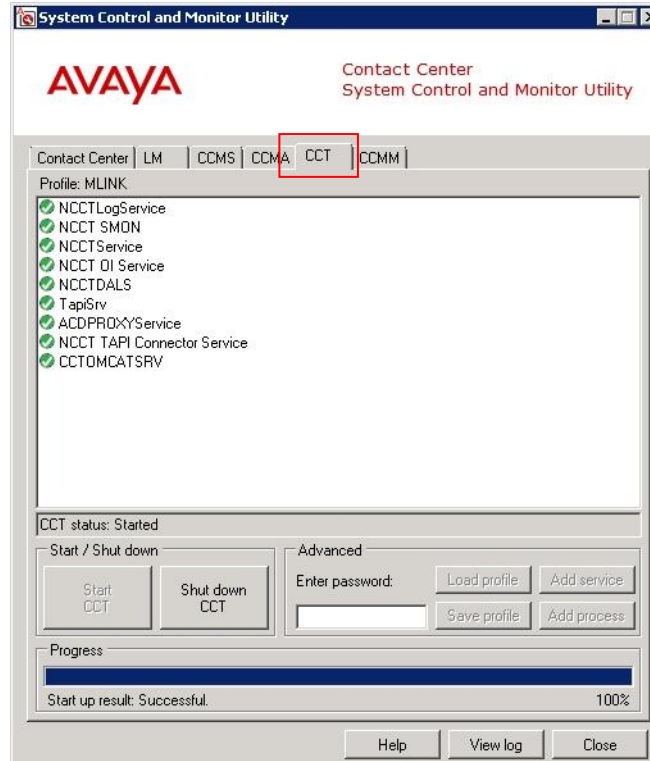 System Control and Monitor Utility
AVAYA
Contact Center
System Control and Monitor Utility
Contact Center LM CCMS CCMA CCT CCMM
Profile: MLINK
NCCTLogService
NCCT SMON
NCCTService
NCCT OI Service
NCCTDALS
TapiSrv
ACDPROXYService
NCCT TAPI Connector Service
CCTOMCATSRV
CCT status: Started
Start / Shut down
Start
CCT
Shut down
CCT
Advanced
Enter password:
Load profile
Add service
Save profile
Add process
Progress
Start up result: Successful. 100%
Help
View log
Close